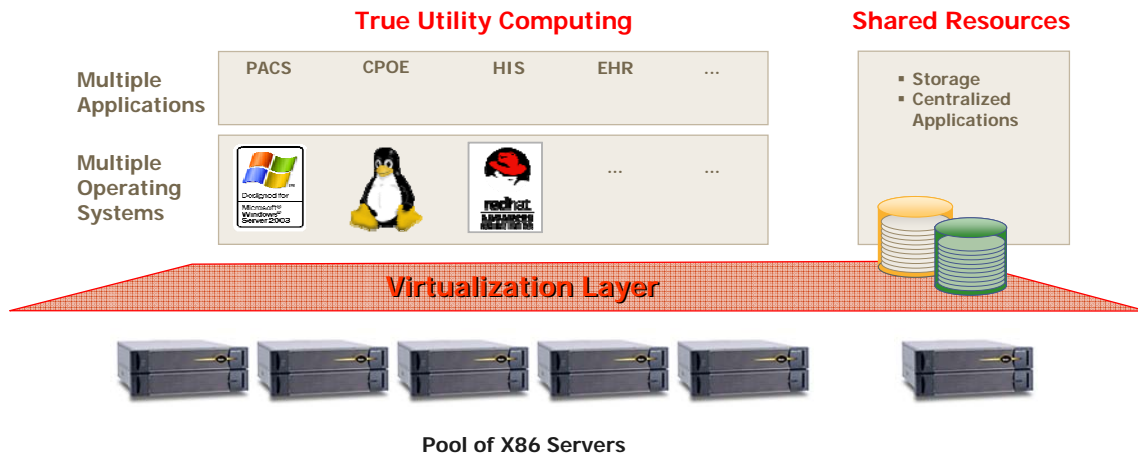 True Utility Computing
Shared Resources
Multiple
Applications
PACS
CPOE
HIS
EHR
...
▪ Storage
▪ Centralized
Applications
Multiple
Operating
Systems
Designed for
Microsoft®
Windows®
Server 2003
redhat
...
...
Virtualization Layer
Pool of X86 Servers